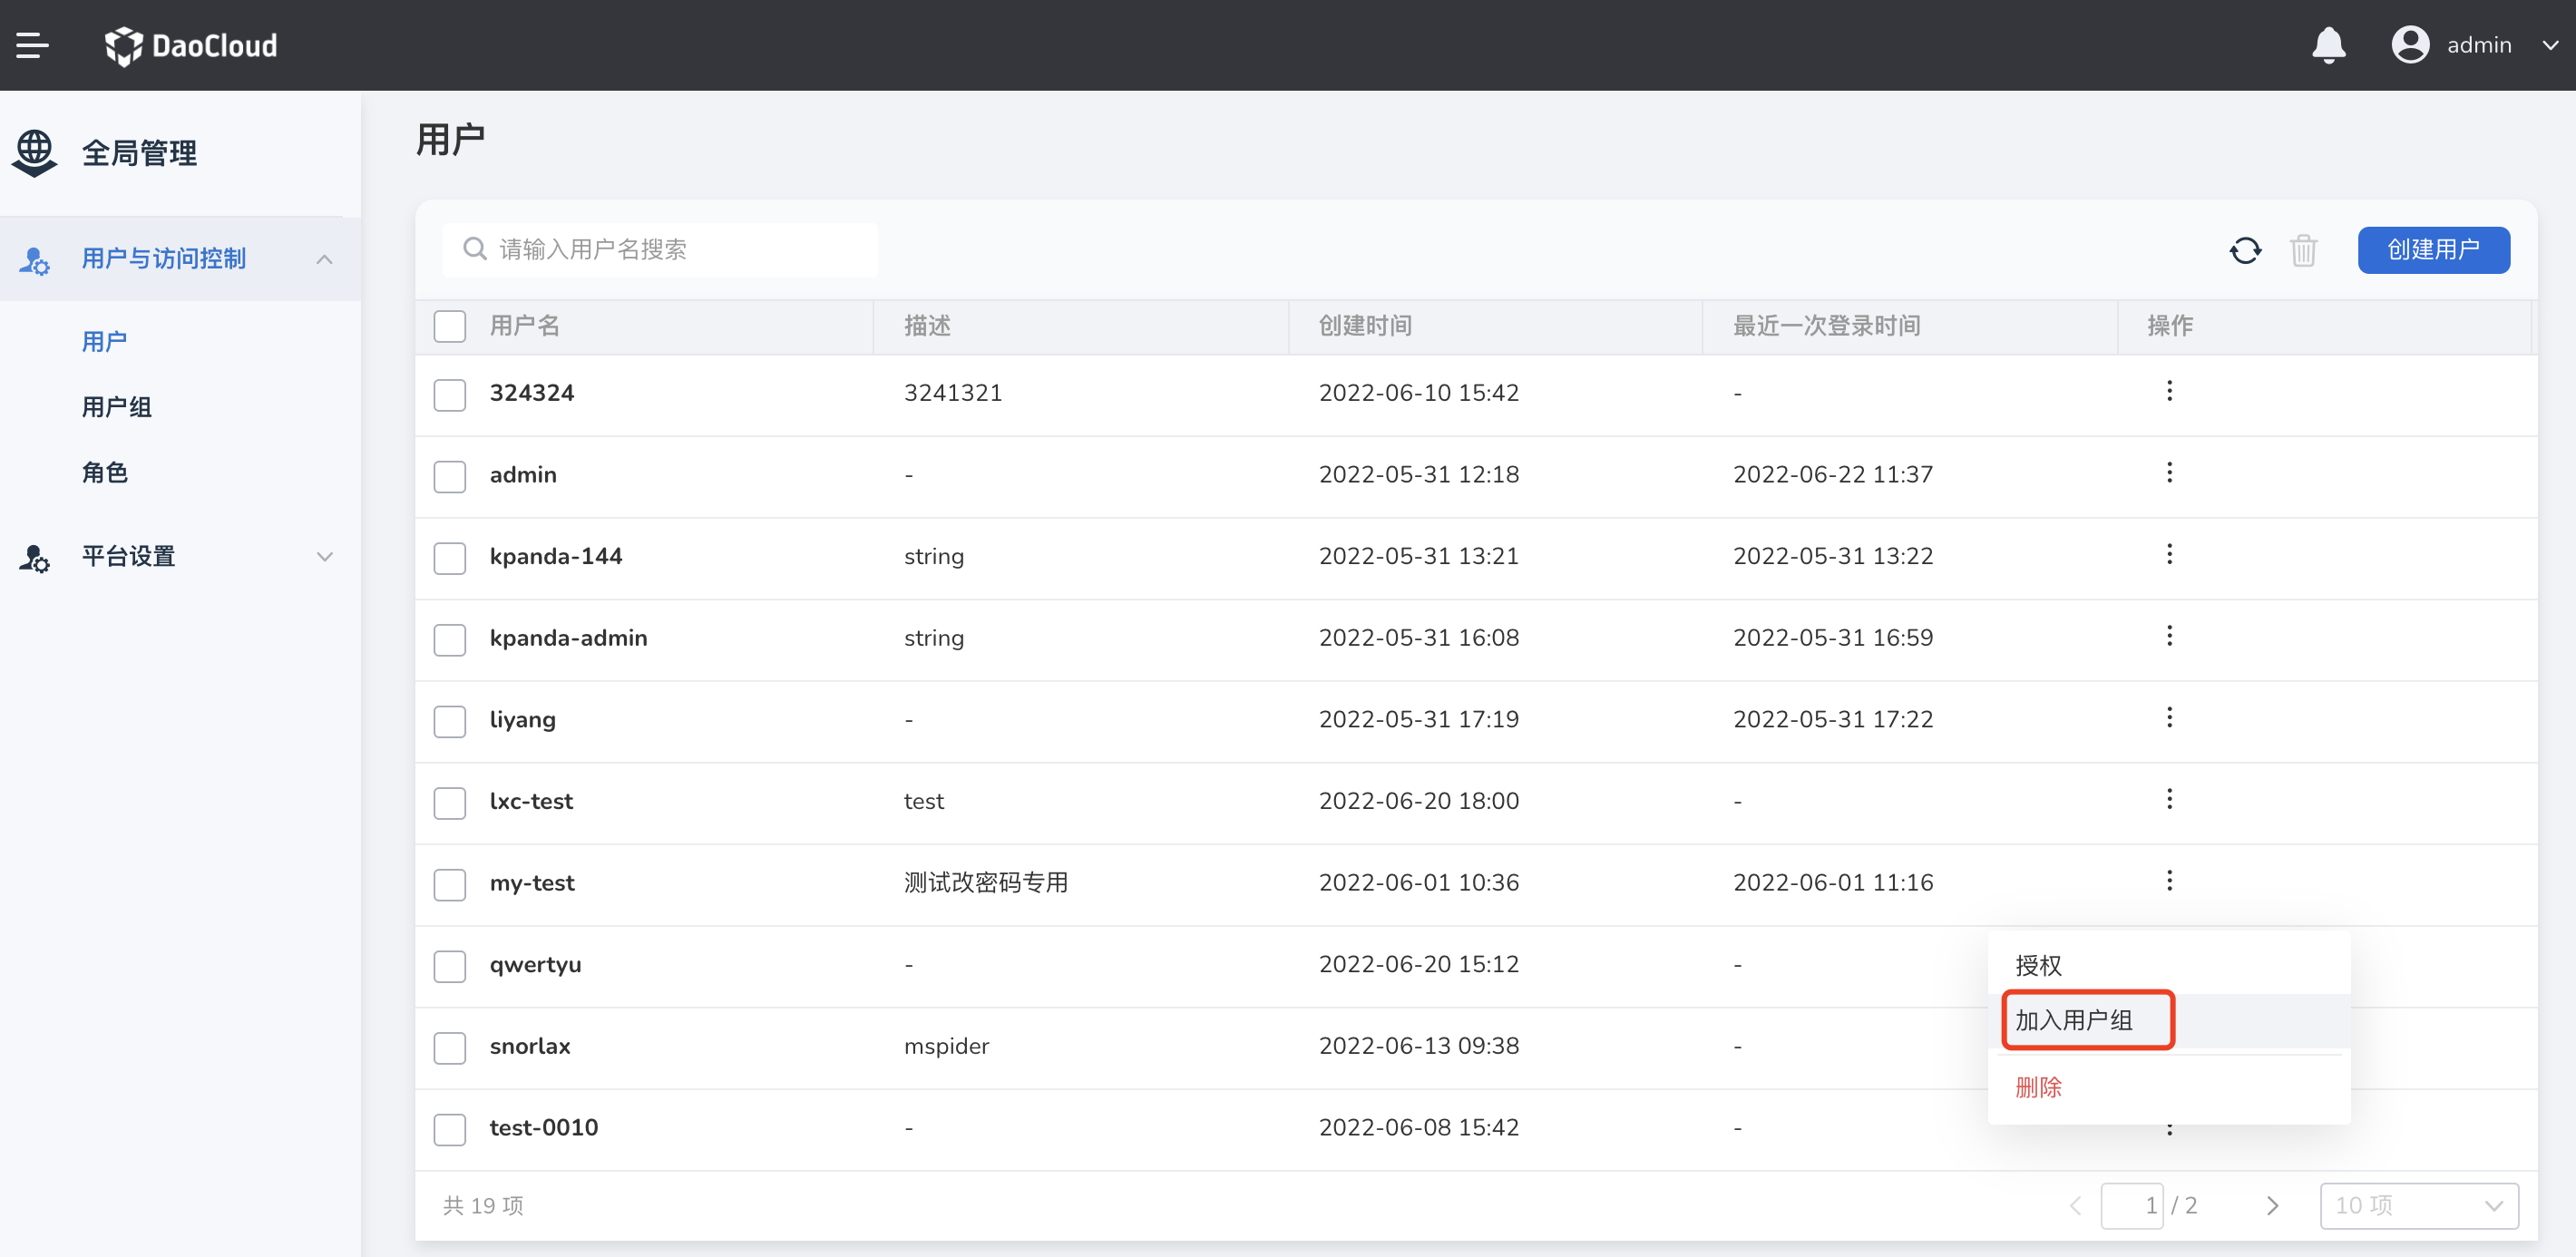 DaoCloud
admin
全局管理
用户与访问控制
用户
用户组
角色
平台设置
用户
请输入用户名搜索
创建用户
用户名 描述 创建时间 最近一次登录时间 操作
324324 3241321 2022-06-10 15:42 -
admin - 2022-05-31 12:18 2022-06-22 11:37
kpanda-144 string 2022-05-31 13:21 2022-05-31 13:22
kpanda-admin string 2022-05-31 16:08 2022-05-31 16:59
liyang - 2022-05-31 17:19 2022-05-31 17:22
lxc-test test 2022-06-20 18:00 -
my-test 测试改密码专用 2022-06-01 10:36 2022-06-01 11:16
qwertyu - 2022-06-20 15:12 -
snorlax mspider 2022-06-13 09:38 -
test-0010 - 2022-06-08 15:42 -
授权
加入用户组
删除
共 19 项
1 / 2
10 项